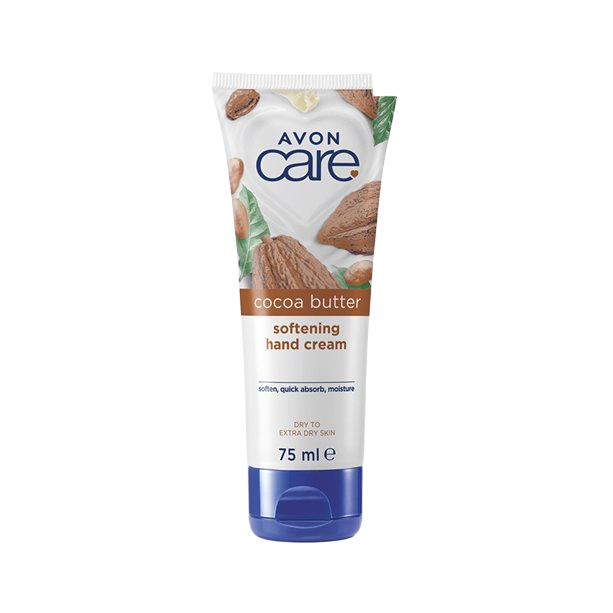 AVON
care
cocoa butter
softening
hand cream
soften, quick absorb, moisture
DRY TO
EXTRA DRY SKIN
75 ml ℮